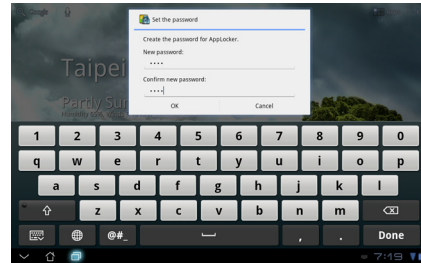 Google
Set the password
Create the password for AppLocker.
New password:
....
Confirm new password:
....
OK Cancel
Taipei
1 2 3 4 5 6 7 8 9 0
q w e r t y u i o p
a s d f g h j k l
z x c v b n m
@#_ , . Done
7:19